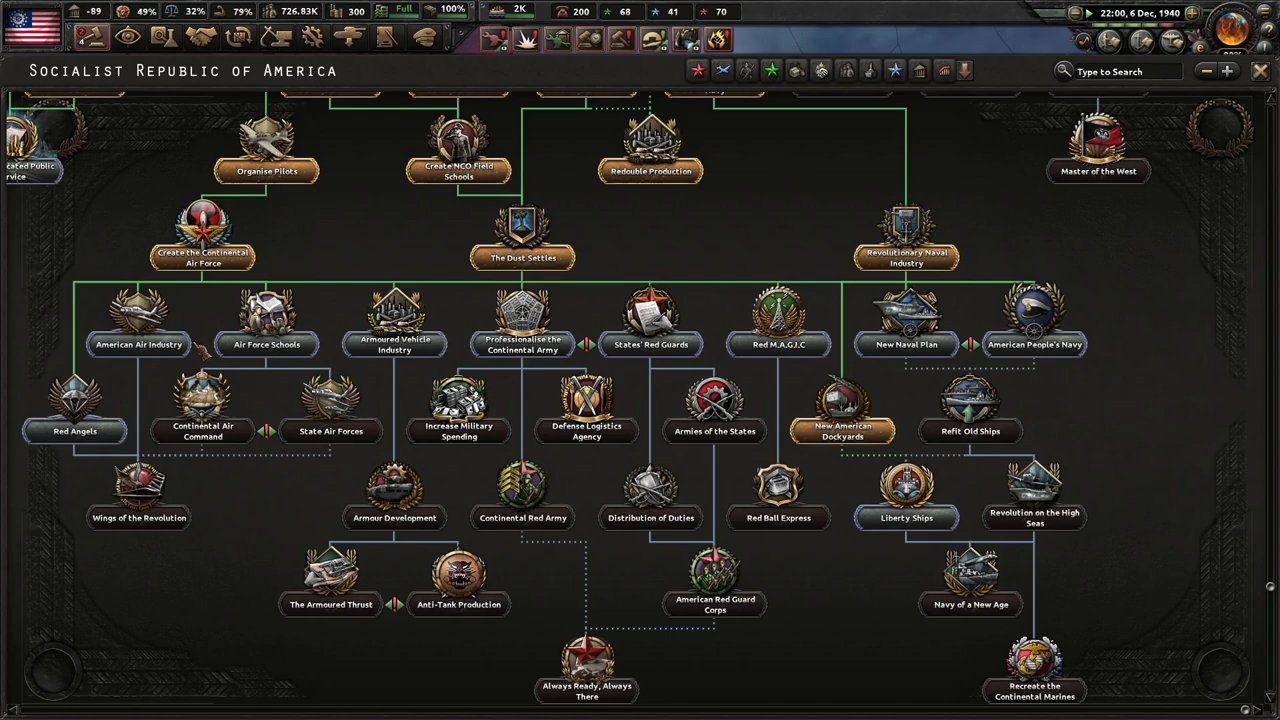 -89
49%
32%
79%
726.83K
300
Full
100%
2K
200
68
41
70
22:00, 6 Dec, 1940
2
4
Socialist Republic of America
Type to Search
cated Public
rvice
Organise Pilots
Create NCO Field
Schools
Redouble Production
Master of the West
Create the Continental
Air Force
The Dust Settles
Revolutionary Naval
Industry
American Air Industry
Air Force Schools
Armoured Vehicle
Industry
Professionalise the
Continental Army
States' Red Guards
Red M.A.G.I.C
New Naval Plan
American People's Navy
Red Angels
Continental Air
Command
State Air Forces
Increase Military
Spending
Defense Logistics
Agency
Armies of the States
New American
Dockyards
Refit Old Ships
Wings of the Revolution
Armour Development
Continental Red Army
Distribution of Duties
Red Ball Express
Liberty Ships
Revolution on the High
Seas
The Armoured Thrust
Anti-Tank Production
American Red Guard
Corps
Navy of a New Age
Always Ready, Always
There
Recreate the
Continental Marines